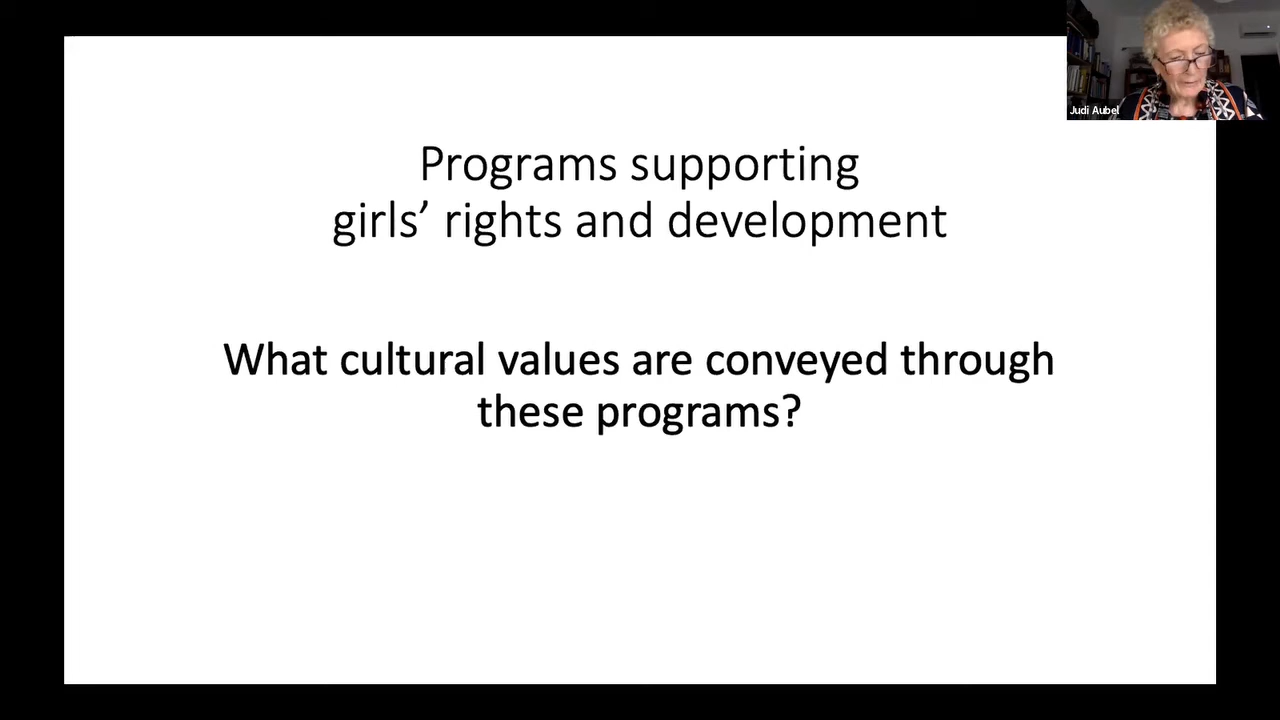 Programs supporting
girls’ rights and development
What cultural values are conveyed through
these programs?
Judi Aubel